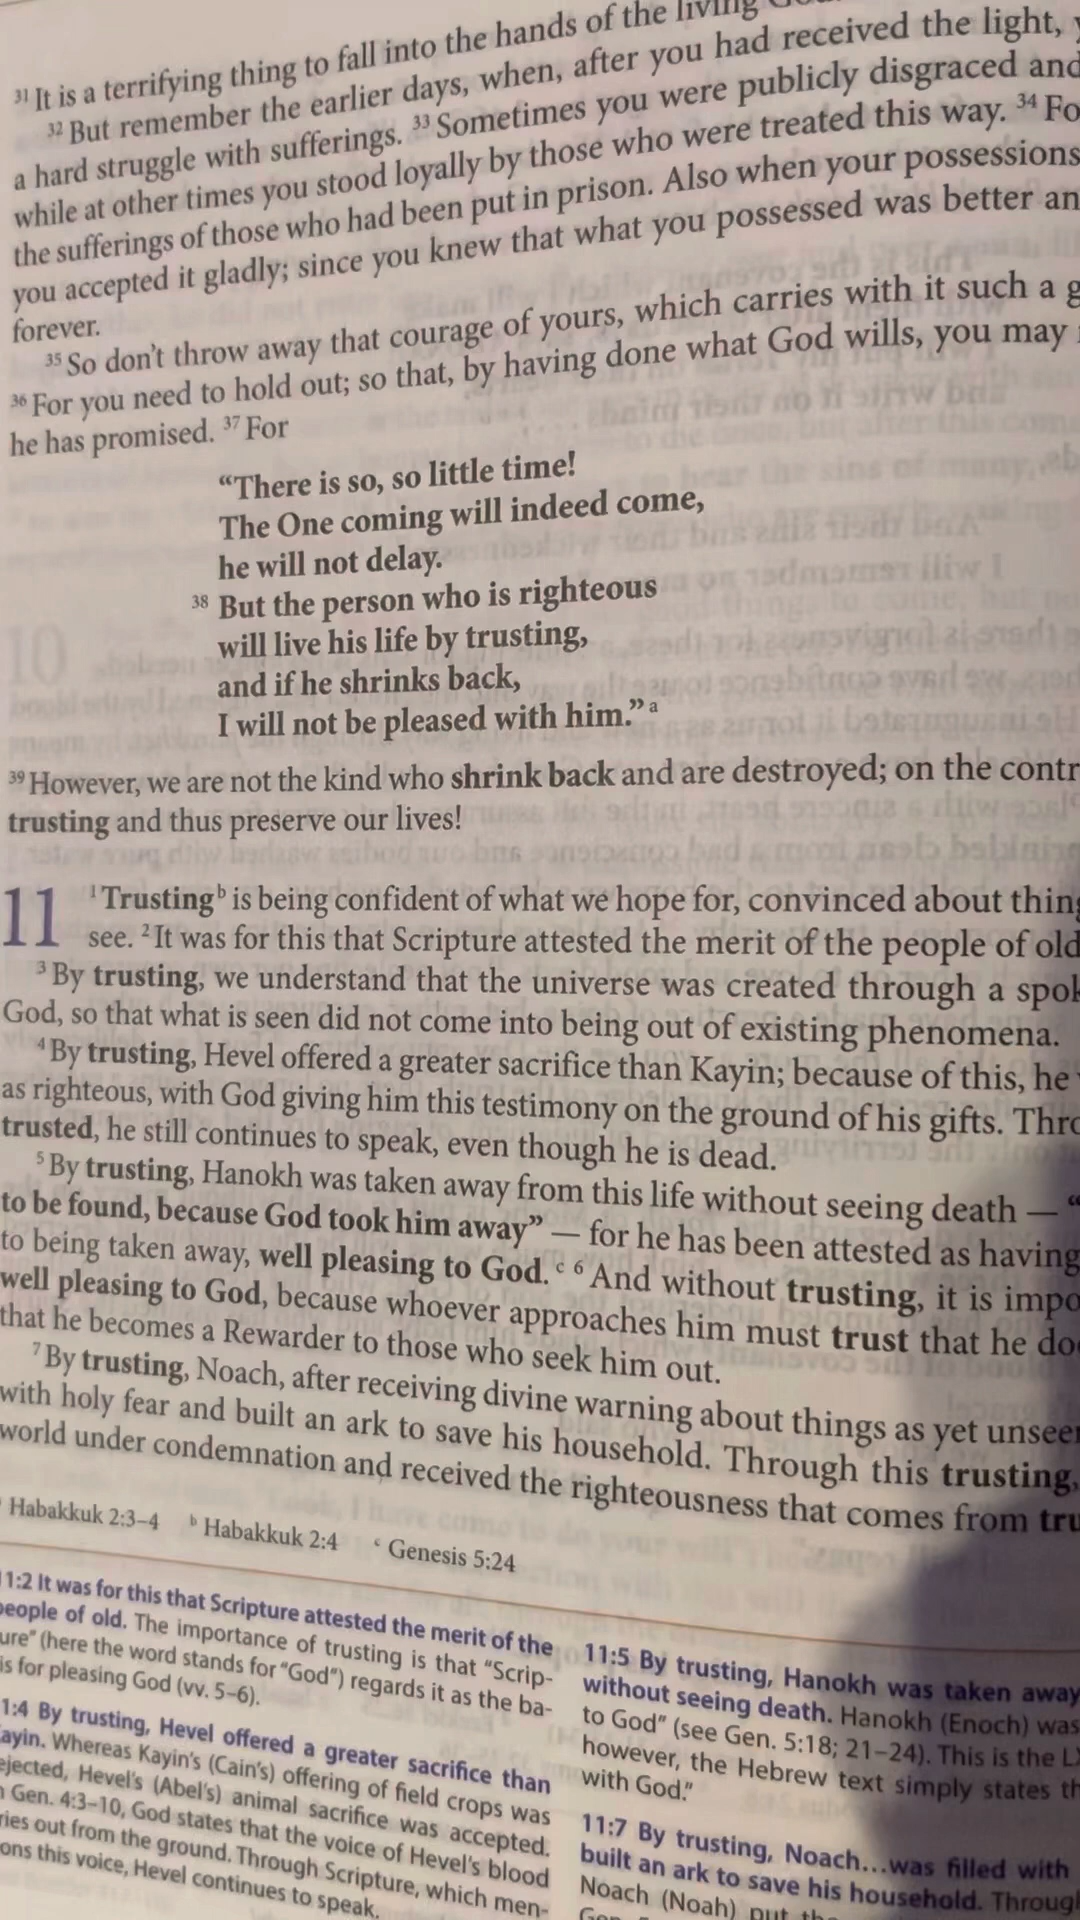 31 It is a terrifying thing to fall into the hands of the living
32 But remember the earlier days, when, after you had received the light,
a hard struggle with sufferings. 33 Sometimes you were publicly disgraced and
while at other times you stood loyally by those who were treated this way. 34
the sufferings of those who had been put in prison. Also when your possessions
you accepted it gladly; since you knew that what you possessed was better
forever.
35 So don't throw away that courage of yours, which carries with it such a
36 For you need to hold out; so that, by having done what God wills, you may
he has promised. 37 For
“There is so, so little time!
The One coming will indeed come,
he will not delay.
38 But the person who is righteous
will live his life by trusting,
and if he shrinks back,
I will not be pleased with him.” a
39 However, we are not the kind who shrink back and are destroyed; on the
trusting and thus preserve our lives!
11 1 Trusting b is being confident of what we hope for, convinced about
see. 2 It was for this that Scripture attested the merit of the people of old
3 By trusting, we understand that the universe was created through a
God, so that what is seen did not come into being out of existing phenomena.
4 By trusting, Hevel offered a greater sacrifice than Kayin; because of this, he
as righteous, with God giving him this testimony on the ground of his gifts.
trusted, he still continues to speak, even though he is dead.
5 By trusting, Hanokh was taken away from this life without seeing death — “
to be found, because God took him away” — for he has been attested as having
to being taken away, well pleasing to God. c 6 And without trusting, it is
well pleasing to God, because whoever approaches him must trust that he
that he becomes a Rewarder to those who seek him out.
7 By trusting, Noach, after receiving divine warning about things as yet
with holy fear and built an ark to save his household. Through this trusting,
world under condemnation and received the righteousness that comes from
Habakkuk 2:3–4 b Habakkuk 2:4 c Genesis 5:24
11:2 It was for this that Scripture attested the merit of the
people of old. The importance of trusting is that “Scrip-
ure” (here the word stands for “God”) regards it as the ba-
is for pleasing God (vv. 5–6).
1:4 By trusting, Hevel offered a greater sacrifice than
ayin. Whereas Kayin's (Cain's) offering of field crops was
ejected, Hevel's (Abel's) animal sacrifice was accepted.
Gen. 4:3–10, God states that the voice of Hevel's blood
ries out from the ground. Through Scripture, which men-
ons this voice, Hevel continues to speak.
11:5 By trusting, Hanokh was taken away
without seeing death. Hanokh (Enoch) was
to God” (see Gen. 5:18; 21–24). This is the
however, the Hebrew text simply states
with God.”
11:7 By trusting, Noach...was filled with
built an ark to save his household.
Noach (Noah) put